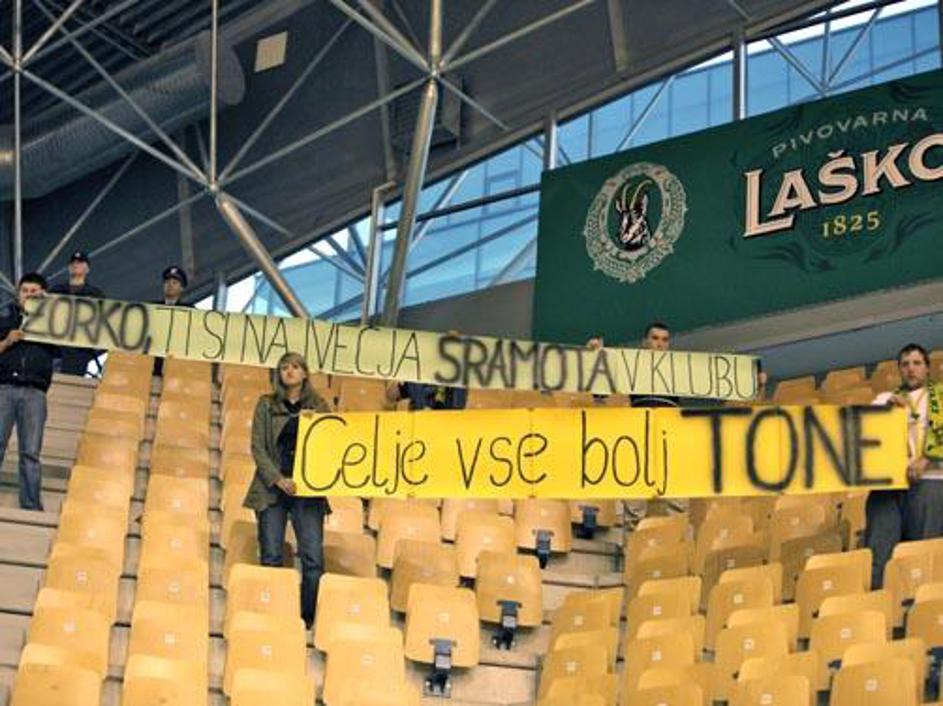 PIVOVARNA
LAŠKO
1825
ZORKO, TI SI NAJVEČJA SRAMOTA V KLUBU
Celje vse bolj TONE